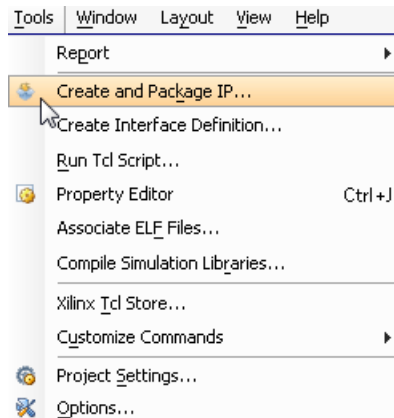 Tools Window Layout View Help
Report
Create and Package IP...
Create Interface Definition...
Run Tcl Script...
Property Editor Ctrl+J
Associate ELF Files...
Compile Simulation Libraries...
Xilinx Tcl Store...
Customize Commands
Project Settings...
Options...